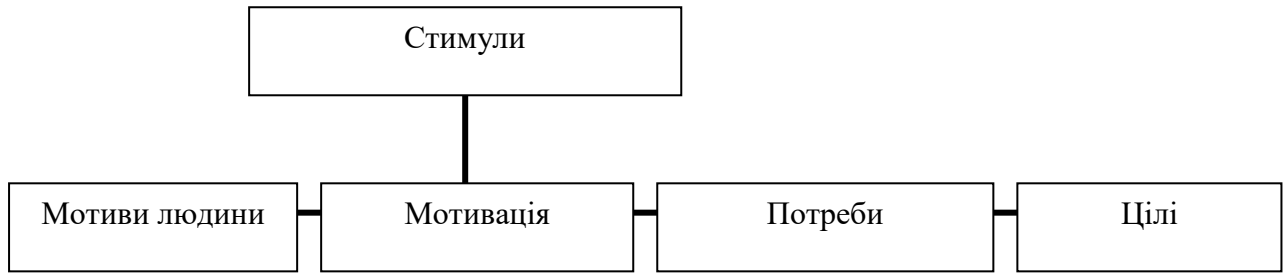 Стимули
Мотиви людини
Мотивація
Потреби
Цілі